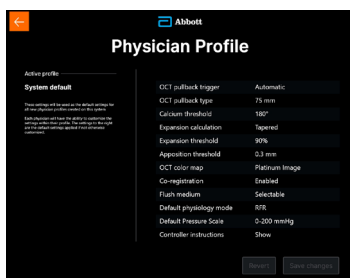 Abbott
Physician Profile
Active profile
System default
These settings will be used as the default settings for
all new physician profiles created on this system.
Each physician will have the ability to customize the
settings within their profile. The settings to the right
are the default settings applied if not otherwise
customized.
OCT pullback trigger Automatic
OCT pullback type 75 mm
Calcium threshold 180°
Expansion calculation Tapered
Expansion threshold 90%
Apposition threshold 0.3 mm
OCT color map Platinum Image
Co-registration Enabled
Flush medium Selectable
Default physiology mode RFR
Default Pressure Scale 0-200 mmHg
Controller instructions Show
Revert Save changes